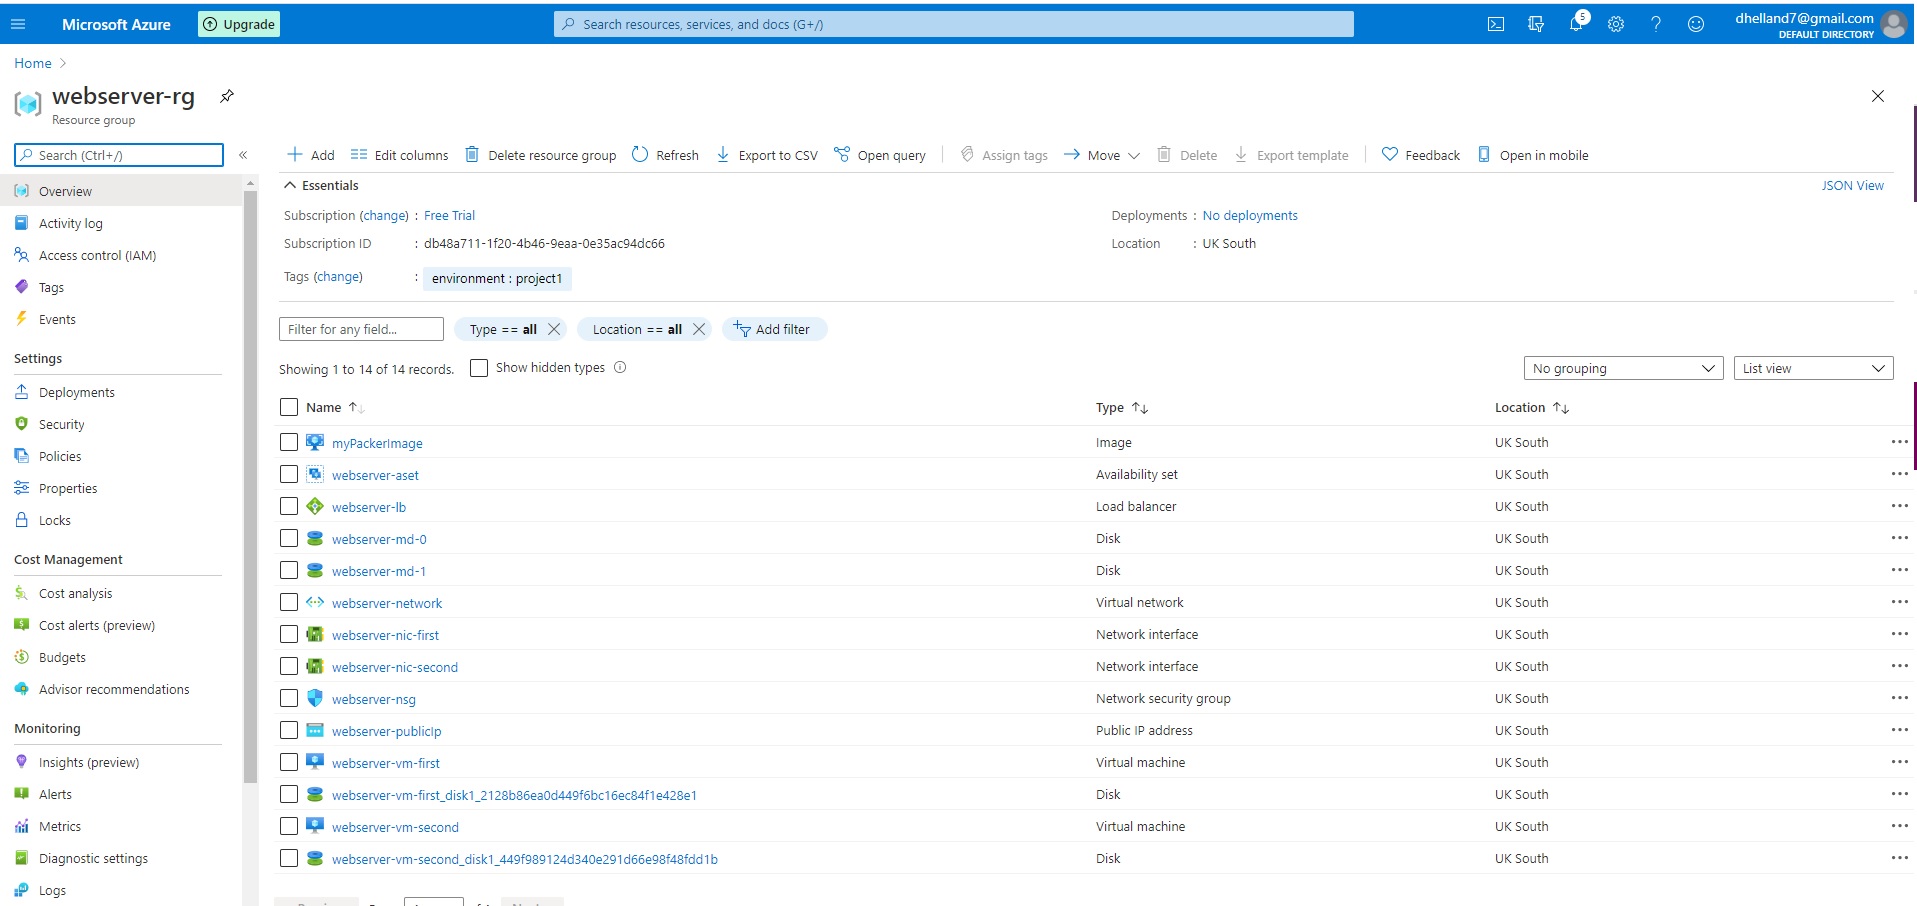 Microsoft Azure
Upgrade
Search resources, services, and docs (G+/)
5
dhelland7@gmail.com
DEFAULT DIRECTORY
Home
webserver-rg
Resource group
Search (Ctrl+/)
Overview
Activity log
Access control (IAM)
Tags
Events
Settings
Deployments
Security
Policies
Properties
Locks
Cost Management
Cost analysis
Cost alerts (preview)
Budgets
Advisor recommendations
Monitoring
Insights (preview)
Alerts
Metrics
Diagnostic settings
Logs
Add Edit columns Delete resource group Refresh Export to CSV Open query Assign tags Move Delete Export template Feedback Open in mobile
Essentials
JSON View
Subscription (change) : Free Trial
Subscription ID : db48a711-1f20-4b46-9eaa-0e35ac94dc66
Tags (change) : environment : project1
Deployments : No deployments
Location : UK South
Filter for any field... Type == all Location == all Add filter
Showing 1 to 14 of 14 records. Show hidden types
No grouping List view
Name Type Location
myPackerImage Image UK South
webserver-aset Availability set UK South
webserver-lb Load balancer UK South
webserver-md-0 Disk UK South
webserver-md-1 Disk UK South
webserver-network Virtual network UK South
webserver-nic-first Network interface UK South
webserver-nic-second Network interface UK South
webserver-nsg Network security group UK South
webserver-publicIp Public IP address UK South
webserver-vm-first Virtual machine UK South
webserver-vm-first_disk1_2128b86ea0d449f6bc16ec84f1e428e1 Disk UK South
webserver-vm-second Virtual machine UK South
webserver-vm-second_disk1_449f989124d340e291d66e98f48fdd1b Disk UK South